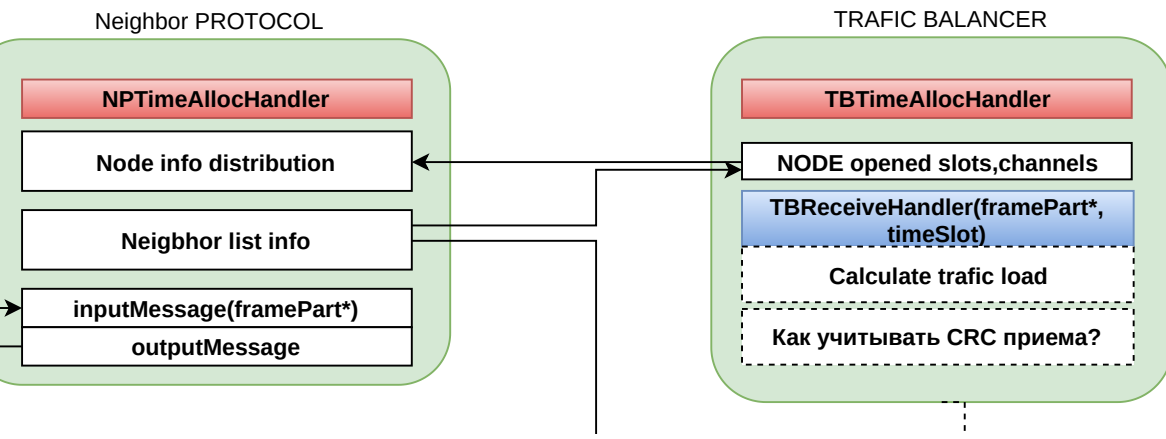 Neighbor PROTOCOL
NPTimeAllocHandler
Node info distribution
Neigbhor list info
inputMessage(framePart*)
outputMessage
TRAFIC BALANCER
TBTimeAllocHandler
NODE opened slots,channels
TBReceiveHandler(framePart*,
timeSlot)
Calculate trafic load
Как учитывать CRC приема?